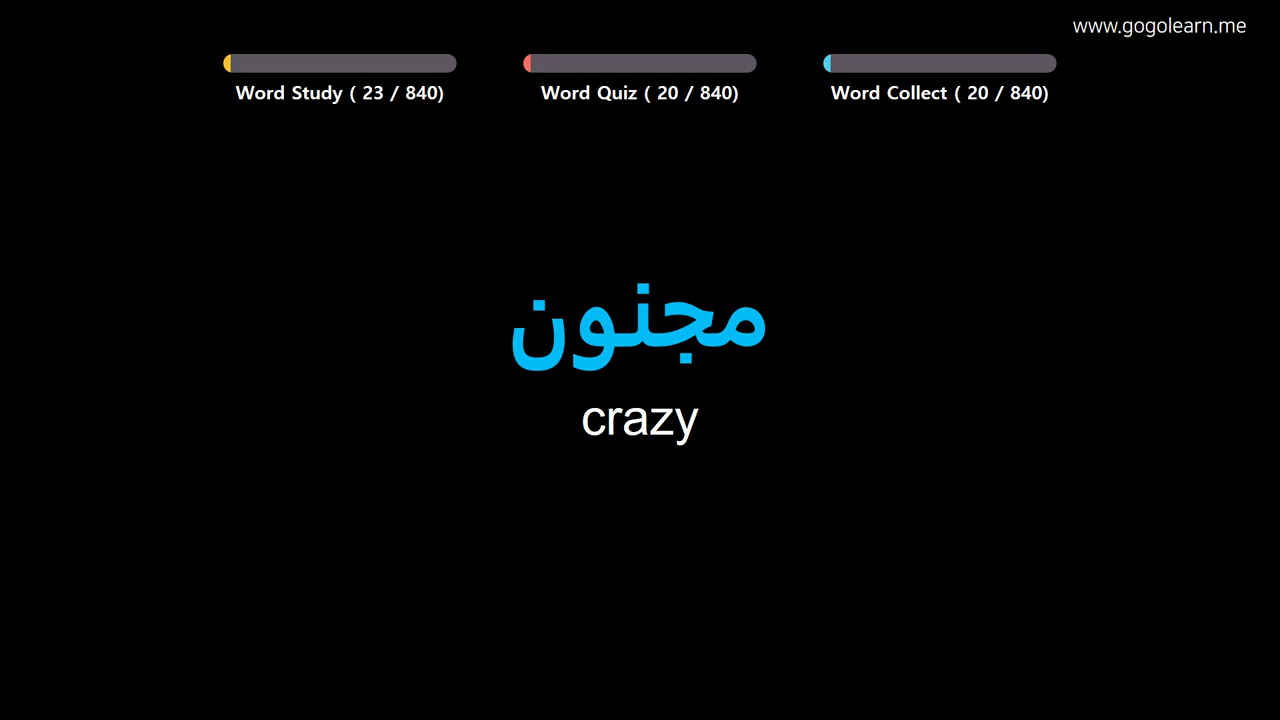 www.gogolearn.me
Word Study ( 23 / 840)
Word Quiz ( 20 / 840)
Word Collect ( 20 / 840)
مجنون
crazy